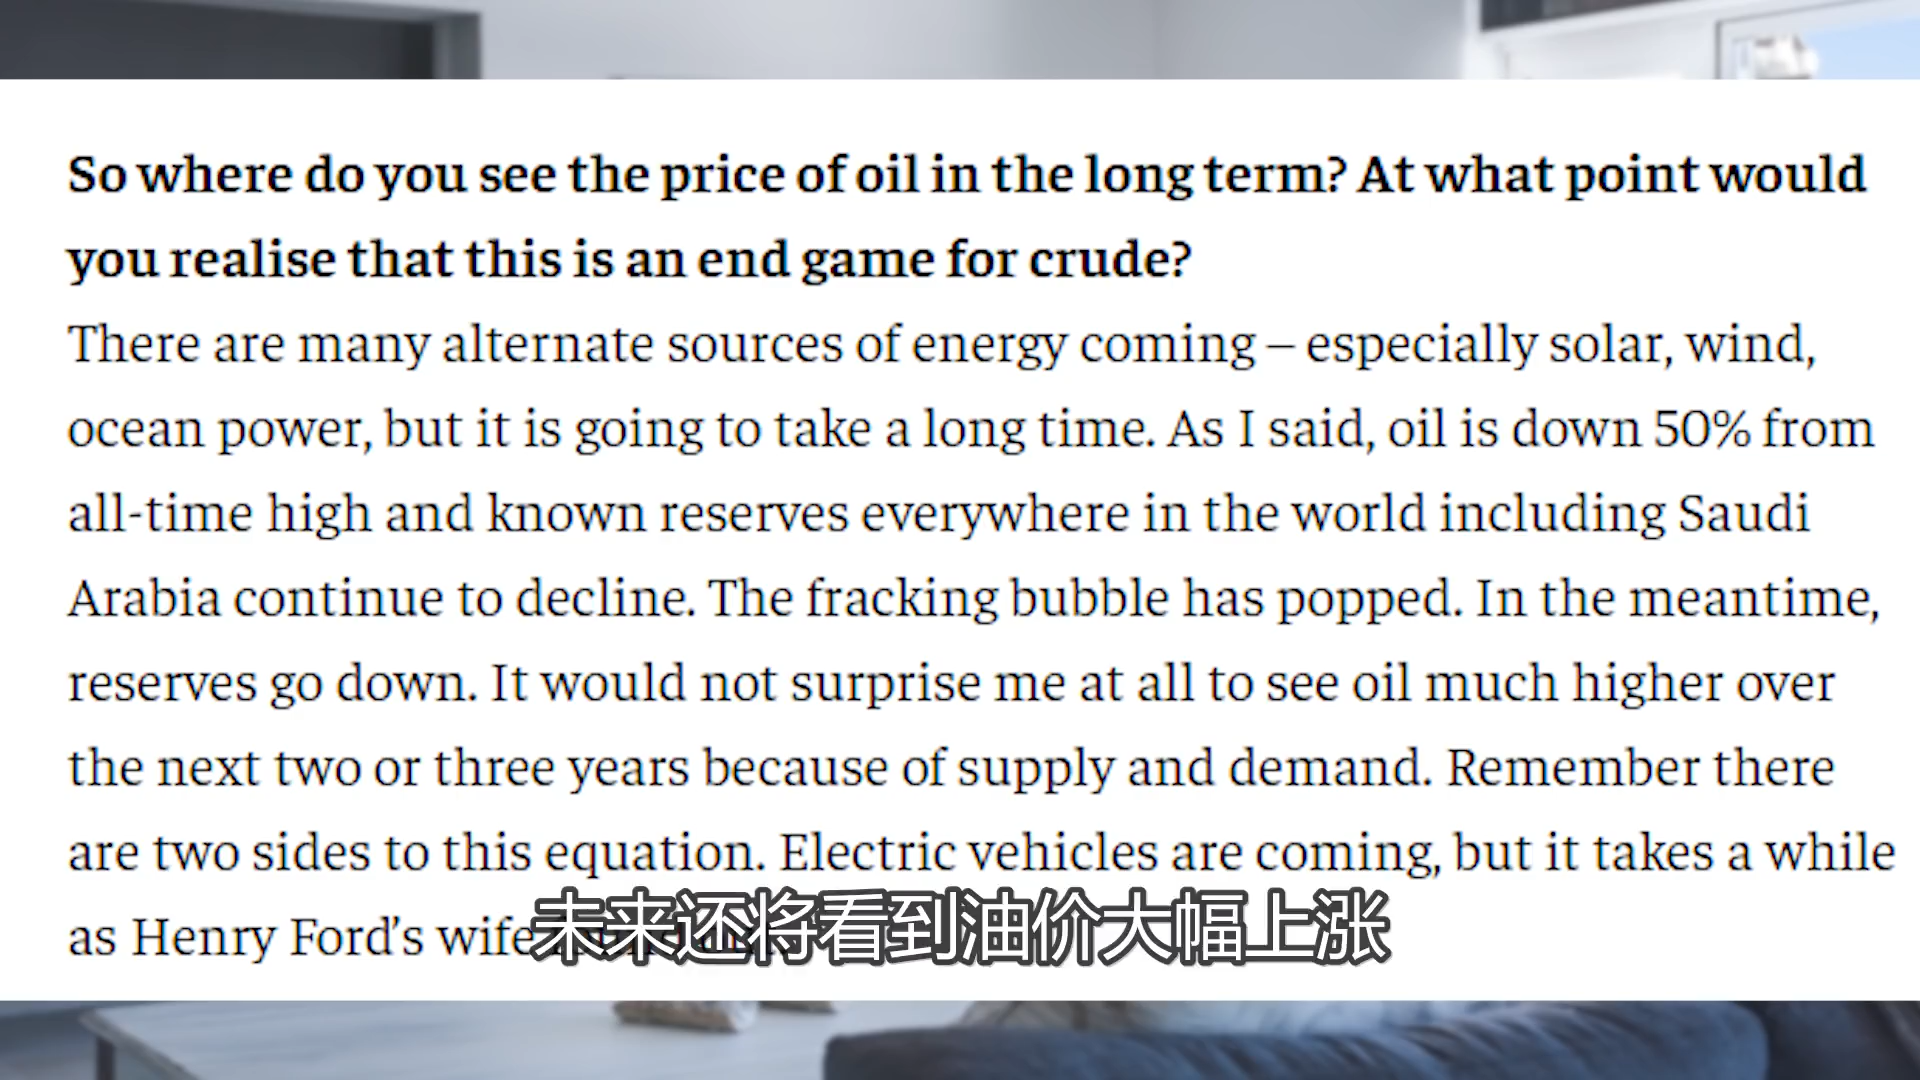 So where do you see the price of oil in the long term? At what point would
you realise that this is an end game for crude?
There are many alternate sources of energy coming – especially solar, wind,
ocean power, but it is going to take a long time. As I said, oil is down 50% from
all-time high and known reserves everywhere in the world including Saudi
Arabia continue to decline. The fracking bubble has popped. In the meantime,
reserves go down. It would not surprise me at all to see oil much higher over
the next two or three years because of supply and demand. Remember there
are two sides to this equation. Electric vehicles are coming, but it takes a while
as Henry Ford’s wife
未来还将看到油价大幅上涨